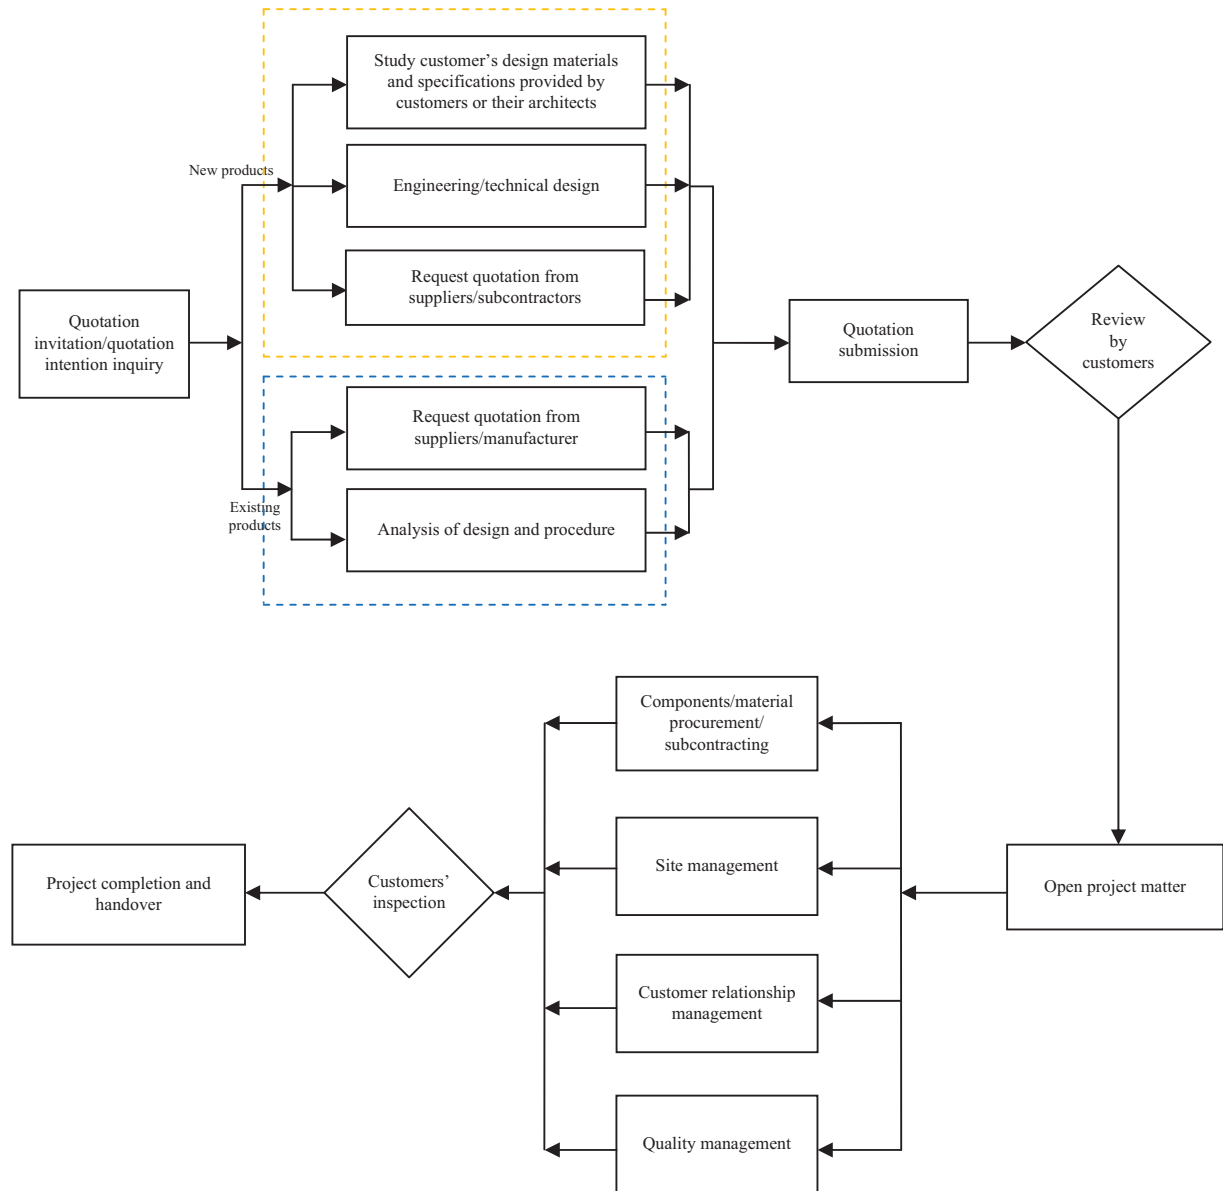 Study customer’s design materials
and specifications provided by
customers or their architects
New products
Engineering/technical design
Request quotation from
suppliers/subcontractors
Quotation
invitation/quotation
intention inquiry
Quotation
submission
Review
by
customers
Request quotation from
suppliers/manufacturer
Existing
products
Analysis of design and procedure
Components/material
procurement/
subcontracting
Project completion and
handover
Customers’
inspection
Site management
Open project matter
Customer relationship
management
Quality management